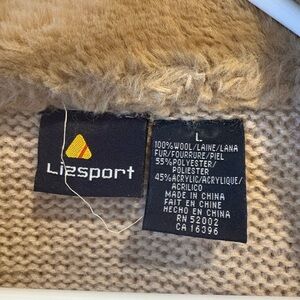 Lizsport
L
100% WOOL/LAINE/LANA
FUR/FOURRURE/PIEL
55% POLYESTER/
POLIESTER
45% ACRYLIC/ACRYLIQUE/
ACRILICO
MADE IN CHINA
FAIT EN CHINE
HECHO EN CHINA
RN 52002
CA 16396